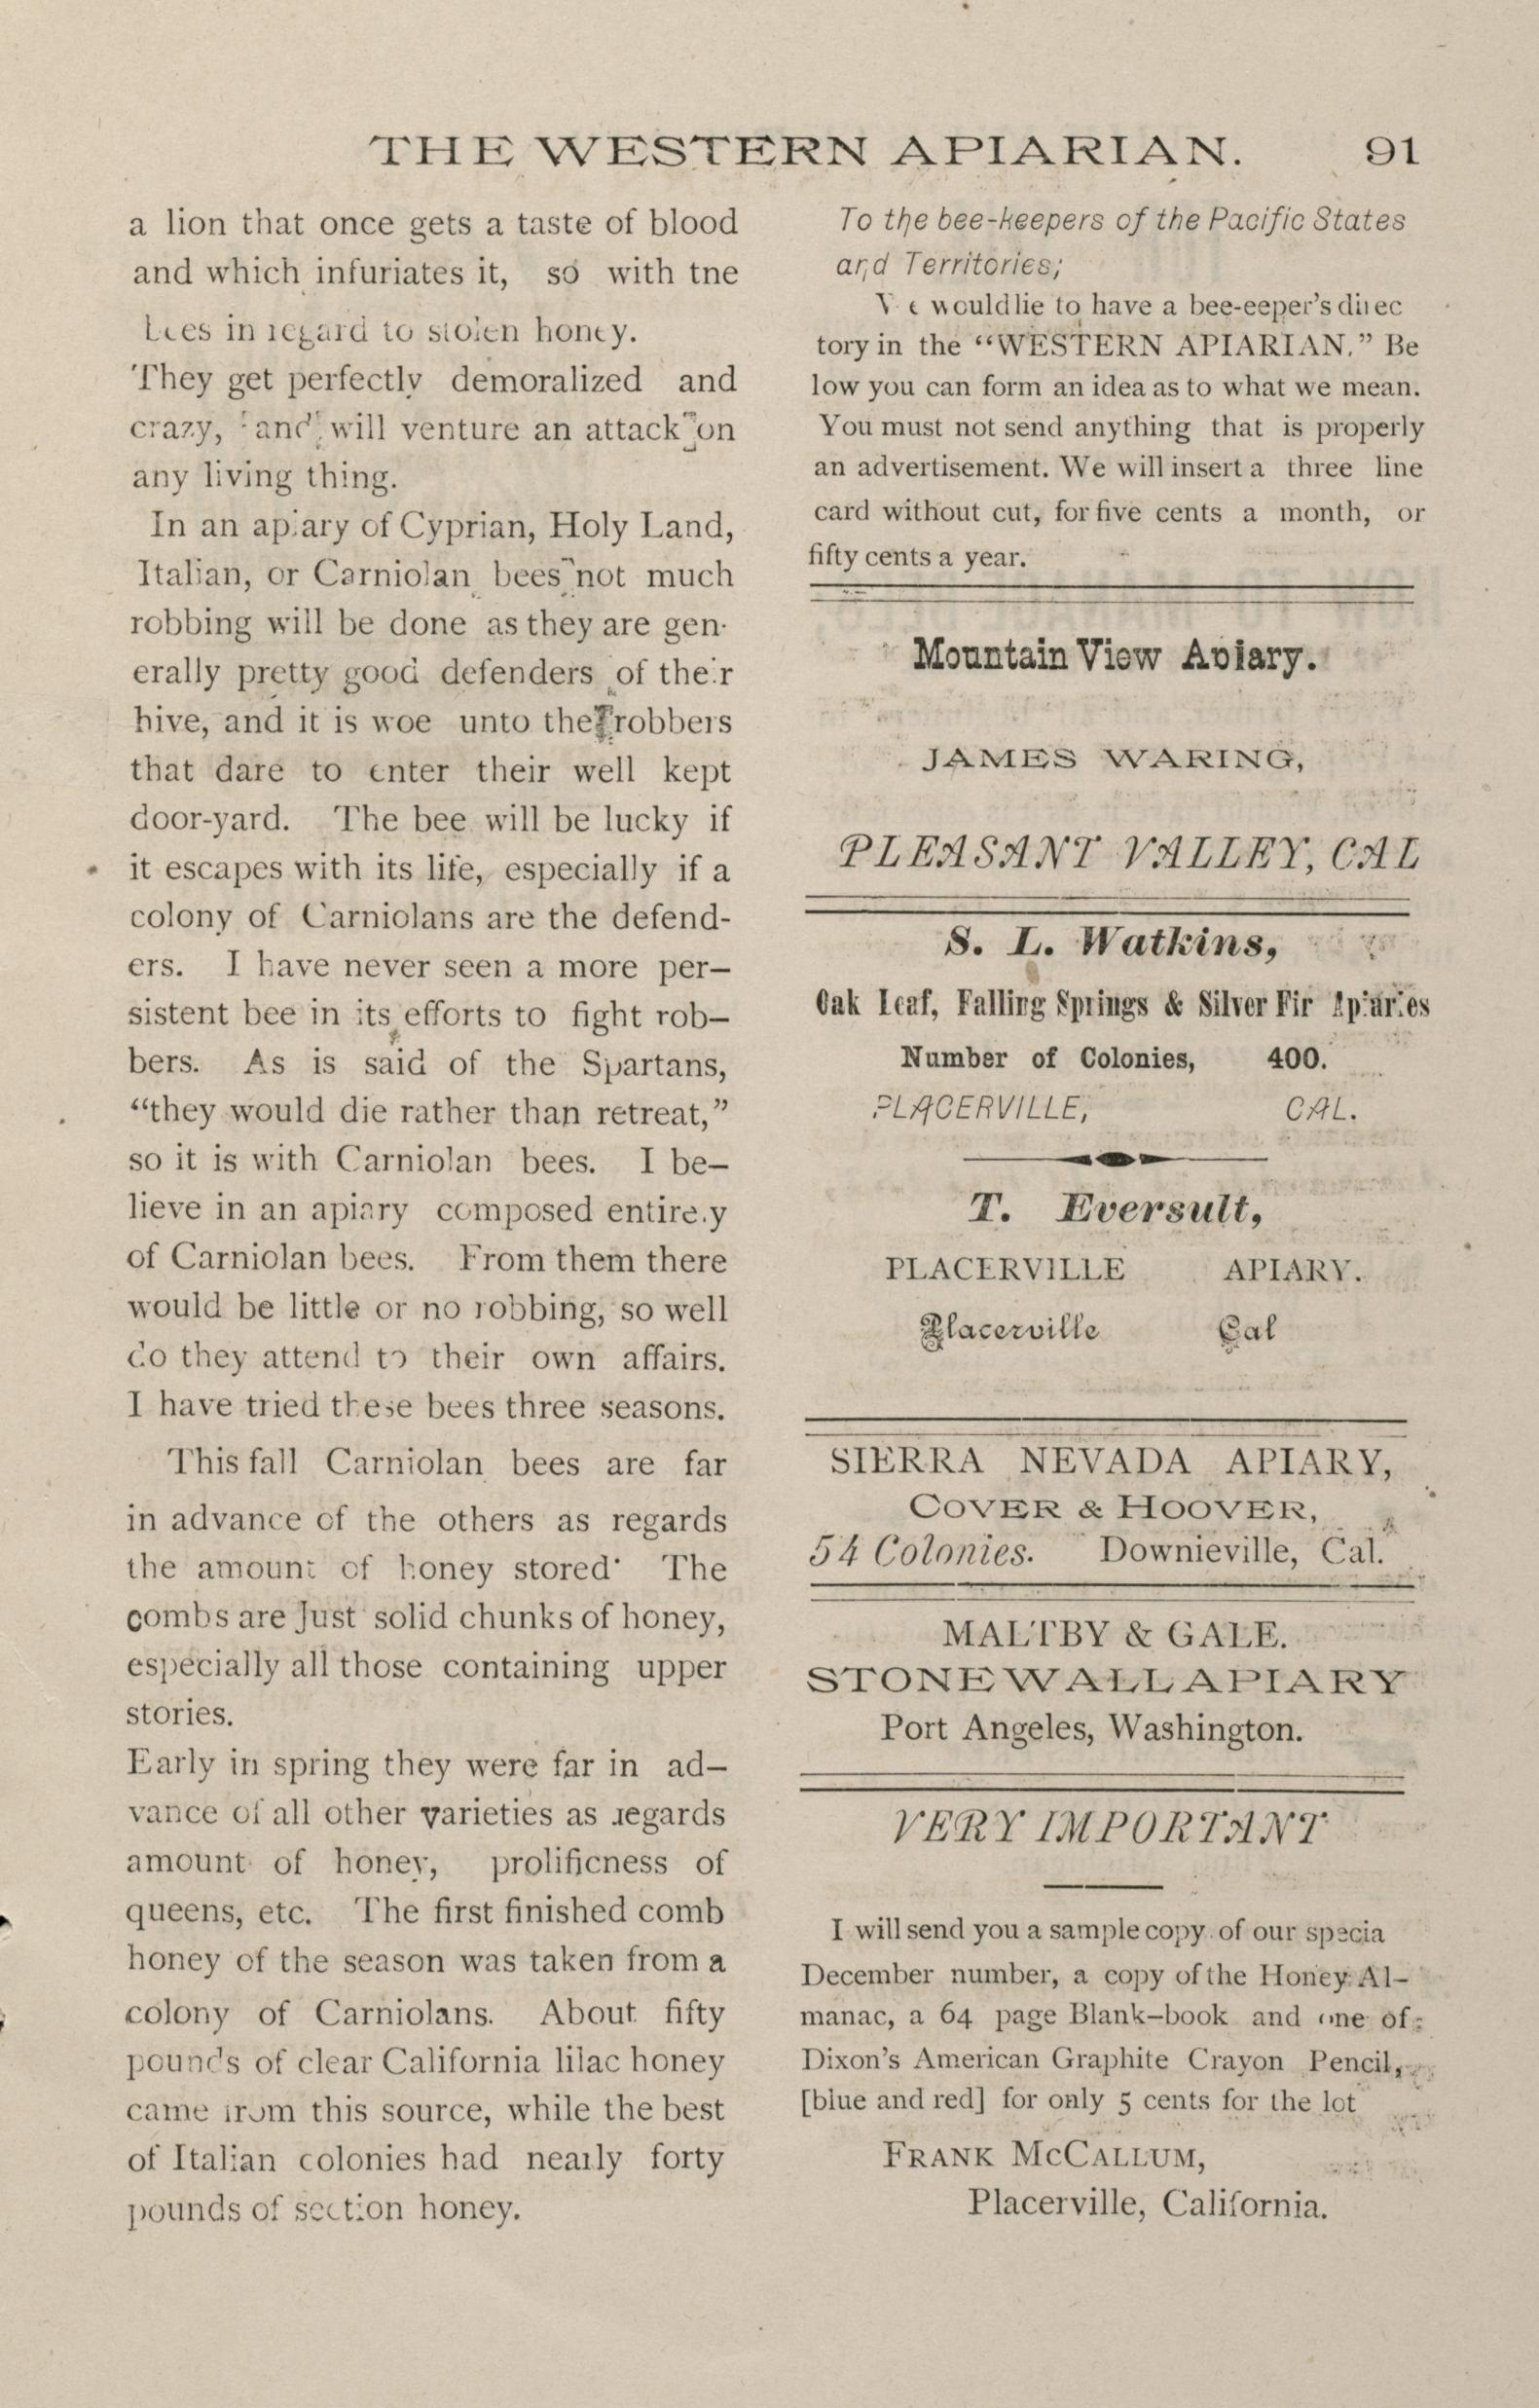 THE WESTERN APIARIAN. 91
a lion that once gets a taste of blood
and which infuriates it, so with tne
bees in regard to stolen honey.
They get perfectly demoralized and
crazy, and will venture an attack on
any living thing.
In an apiary of Cyprian, Holy Land,
Italian, or Carniolan bees not much
robbing will be done as they are gen-
erally pretty good defenders of their
hive, and it is woe unto the robbers
that dare to enter their well kept
door-yard. The bee will be lucky if
it escapes with its life, especially if a
colony of Carniolans are the defend-
ers. I have never seen a more per-
sistent bee in its efforts to fight rob-
bers. As is said of the Spartans,
“they would die rather than retreat,”
so it is with Carniolan bees. I be-
lieve in an apiary composed entirely
of Carniolan bees. From them there
would be little or no robbing, so well
do they attend to their own affairs.
I have tried these bees three seasons.
This fall Carniolan bees are far
in advance of the others as regards
the amount of honey stored· The
combs are Just solid chunks of honey,
especially all those containing upper
stories.
Early in spring they were far in ad-
vance of all other varieties as regards
amount of honey, prolificness of
queens, etc. The first finished comb
honey of the season was taken from a
colony of Carniolans. About fifty
pounds of clear California lilac honey
came from this source, while the best
of Italian colonies had nearly forty
pounds of section honey.
To the bee-keepers of the Pacific States
and Territories;
We would lie to have a bee-eeper's direc
tory in the “WESTERN APIARIAN.” Be
low you can form an idea as to what we mean.
You must not send anything that is properly
an advertisement. We will insert a three line
card without cut, for five cents a month, or
fifty cents a year.
Mountain View Apiary.
JAMES WARING,
PLEASANT VALLEY, CAL
S. L. Watkins,
Oak Leaf, Falling Springs & Silver Fir Apiaries
Number of Colonies, 400.
PLACERVILLE, CAL.
T. Eversult,
PLACERVILLE APIARY.
Placerville Cal
SIERRA NEVADA APIARY,
COVER & HOOVER,
54 Colonies. Downieville, Cal.
MALTBY & GALE.
STONEWALL APIARY
Port Angeles, Washington.
VERY IMPORTANT
I will send you a sample copy of our specia
December number, a copy of the Honey Al-
manac, a 64 page Blank-book and one of
Dixon's American Graphite Crayon Pencil,
[blue and red] for only 5 cents for the lot
FRANK MCCALLUM,
Placerville, California.